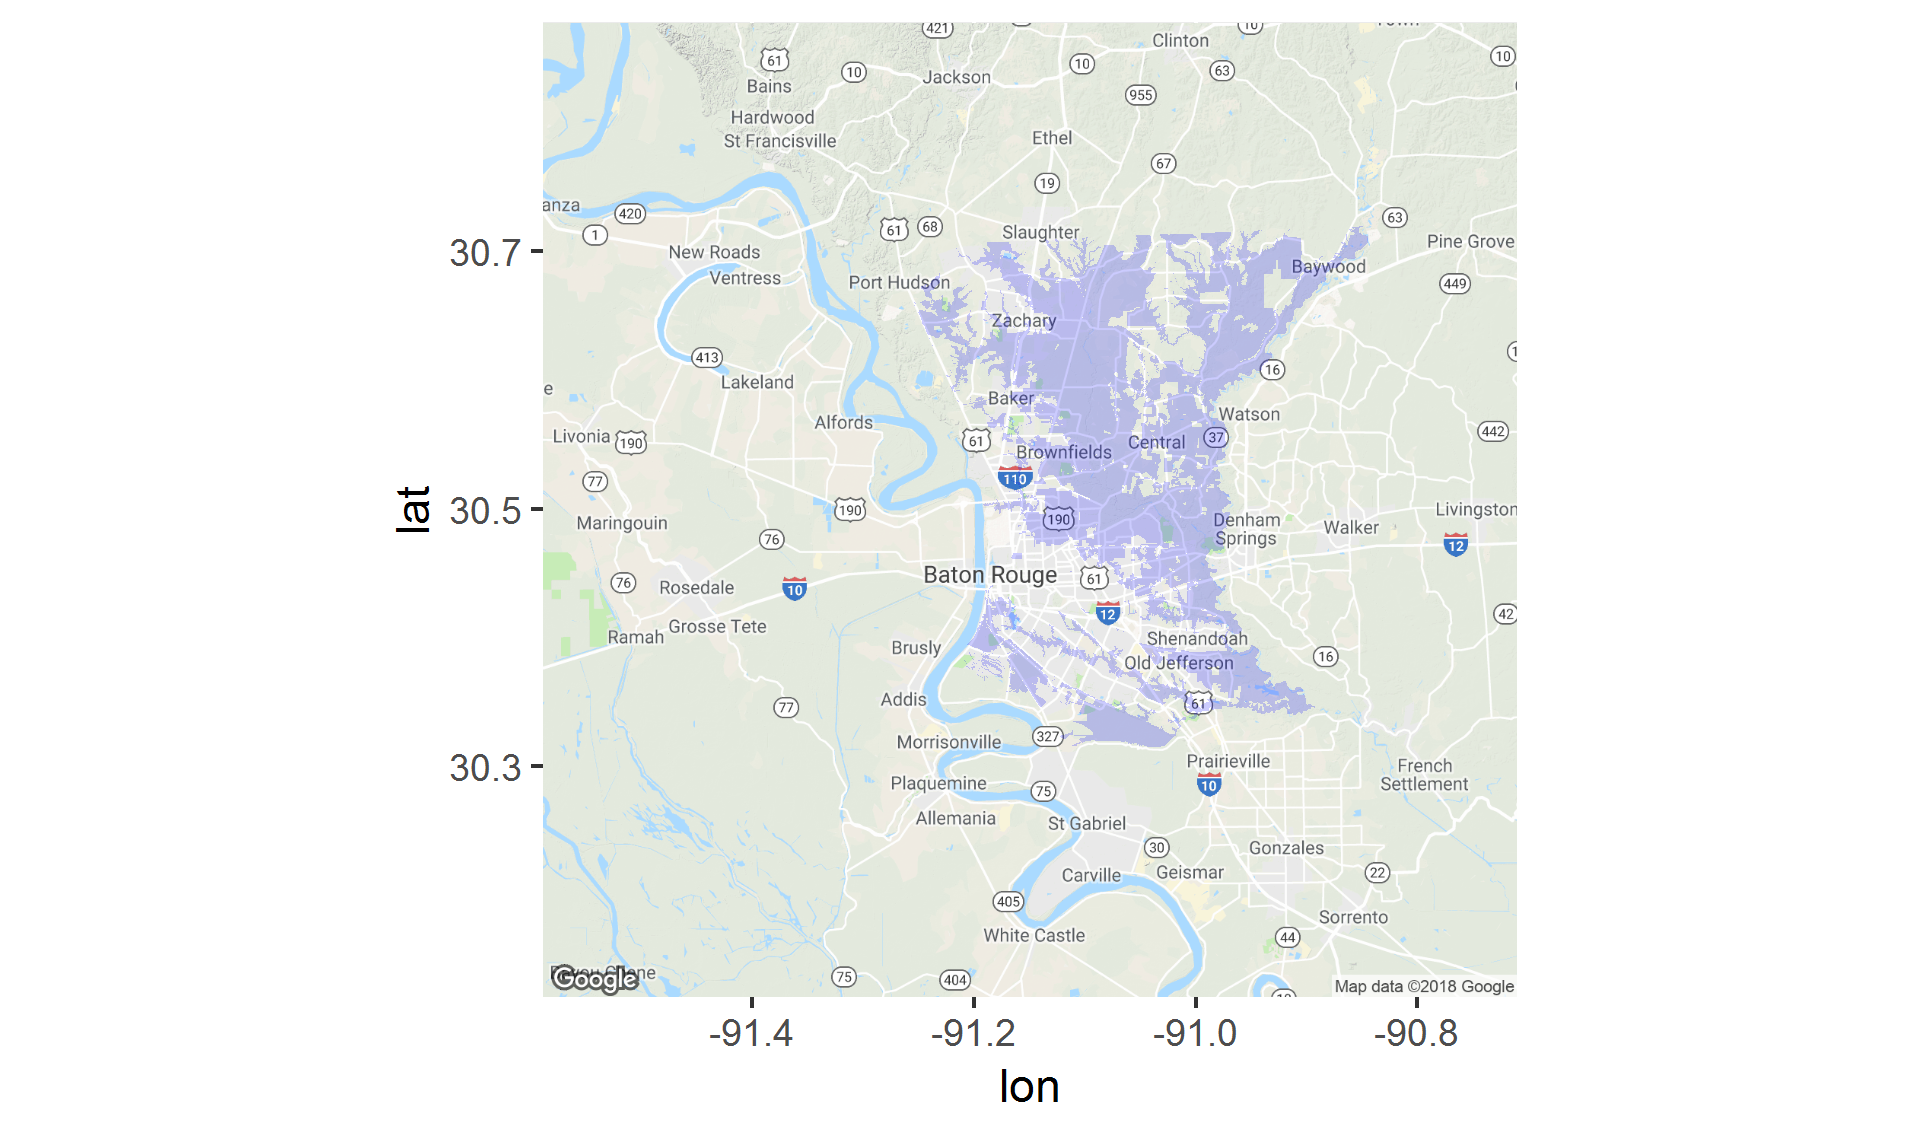 421
10
Town
Clinton
61
10
Jackson
10
63
10
Bains
955
Hardwood
St Francisville
Ethel
67
19
anza
420
1
61
68
Slaughter
63
Pine Grove
New Roads
Ventress
Port Hudson
Baywood
449
30.7
Zachary
413
Lakeland
16
1
e
Baker
Alfords
Watson
Livonia
190
61
Central
37
442
Brownfields
77
110
lat
30.5
190
190
Maringouin
76
Denham
Springs
Walker
Livingston
12
Baton Rouge
61
76
Rosedale
10
12
42
Ramah
Grosse Tete
Brusly
Shenandoah
Old Jefferson
16
77
Addis
61
Morrisonville
327
30.3
Plaquemine
75
Prairieville
10
French
Settlement
Allemania
St Gabriel
30
Gonzales
Carville
Geismar
22
405
White Castle
Sorrento
44
Bayou Chene
Google
75
404
Map data ©2018 Google
-91.4
-91.2
-91.0
-90.8
lon